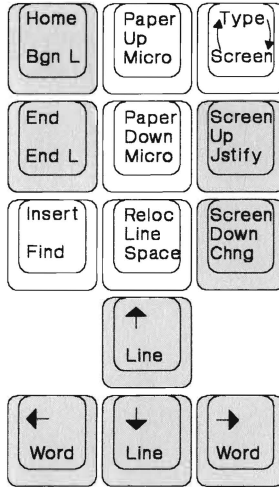 Home
Bgn L
Paper
Up
Micro
Type
Screen
End
End L
Paper
Down
Micro
Screen
Up
Jstify
Insert
Find
Reloc
Line
Space
Screen
Down
Chng
↑
Line
←
Word
↓
Line
→
Word